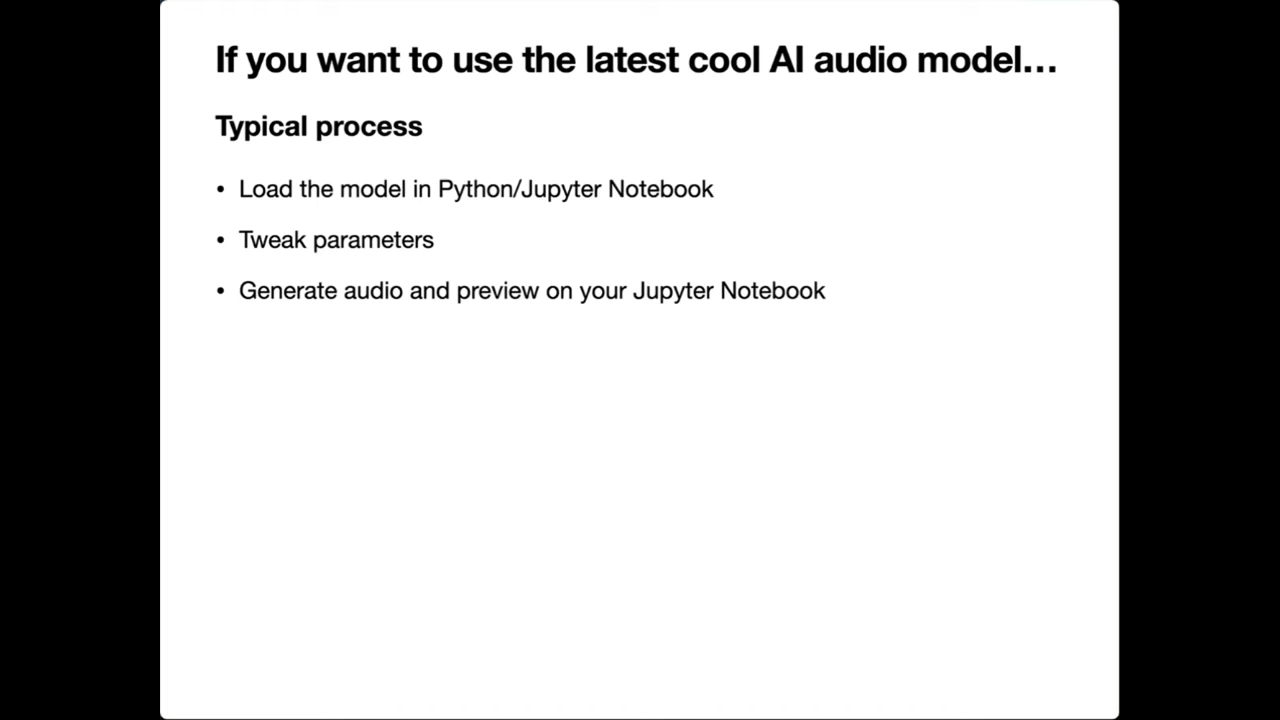 If you want to use the latest cool AI audio model…
Typical process
• Load the model in Python/Jupyter Notebook
• Tweak parameters
• Generate audio and preview on your Jupyter Notebook